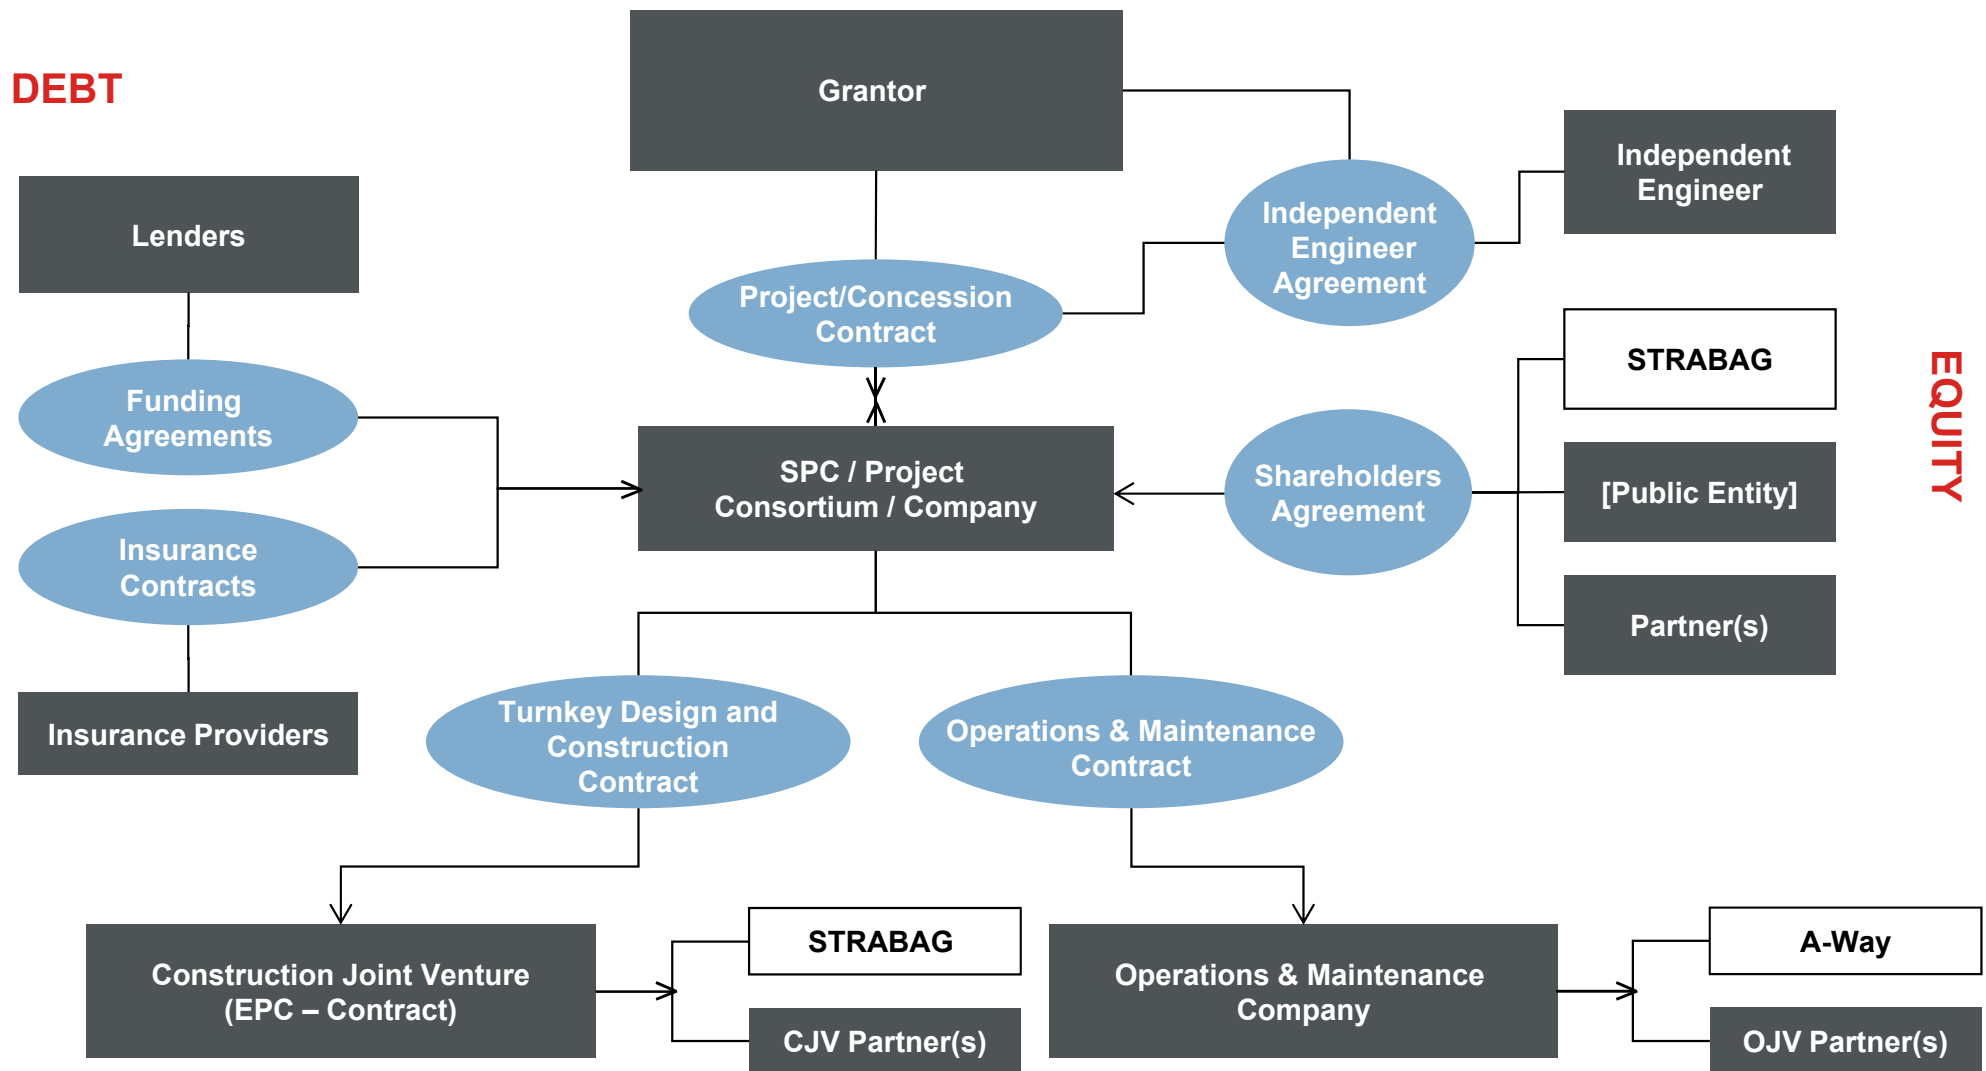 DEBT
Grantor
Lenders
Independent
Engineer
Independent
Engineer
Agreement
Project/Concession
Contract
Funding
Agreements
STRABAG
EQUITY
SPC / Project
Consortium / Company
Shareholders
Agreement
[Public Entity]
Insurance
Contracts
Partner(s)
Insurance Providers
Turnkey Design and
Construction
Contract
Operations & Maintenance
Contract
Construction Joint Venture
(EPC – Contract)
STRABAG
CJV Partner(s)
Operations & Maintenance
Company
A-Way
OJV Partner(s)